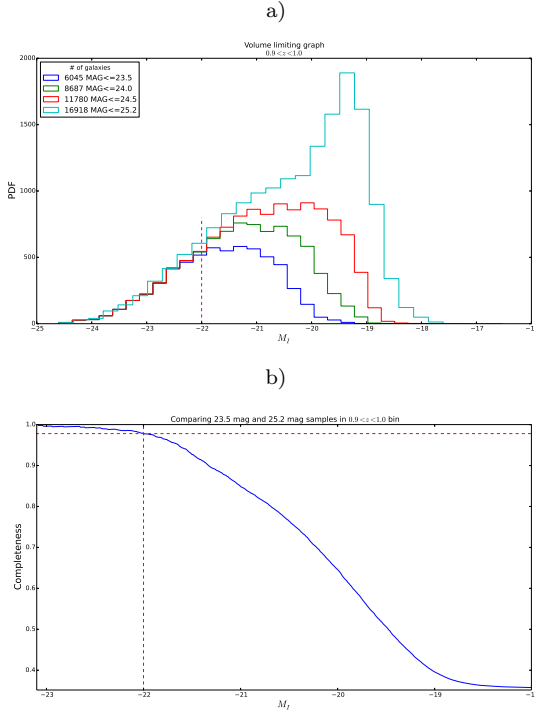 a)
Volume limiting graph
0.9 < z < 1.0
# of galaxies
6045 MAG<=23.5
8687 MAG<=24.0
11780 MAG<=24.5
16918 MAG<=25.2
PDF
2000
1500
1000
500
0
−25 −24 −23 −22 −21 −20 −19 −18 −17 −1
M_I
b)
Comparing 23.5 mag and 25.2 mag samples in 0.9 < z < 1.0 bin
Completeness
1.0
0.9
0.8
0.7
0.6
0.5
0.4
−23 −22 −21 −20 −19 −1
M_I